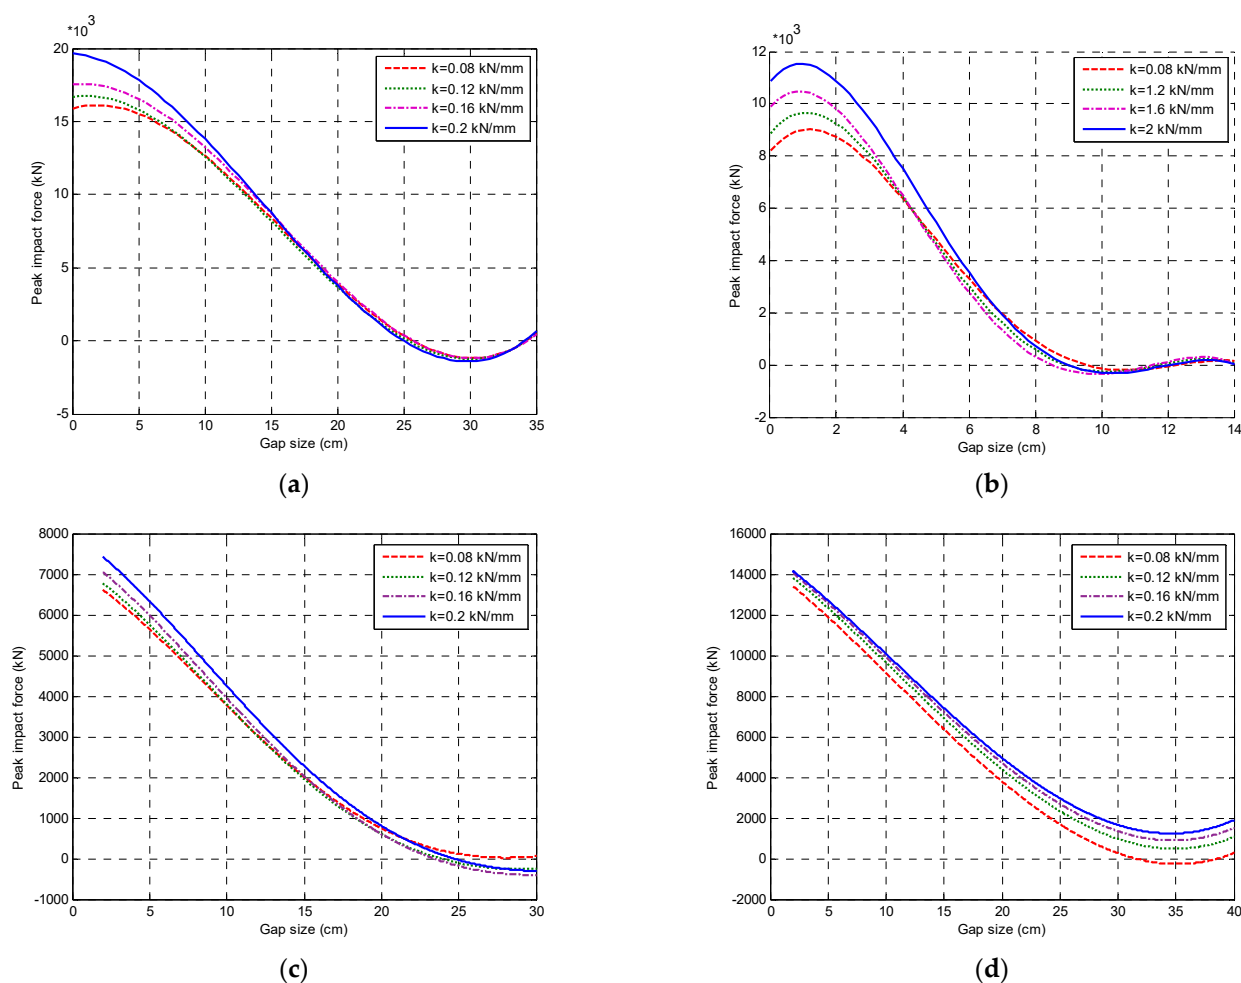 *10³
20
15
10
5
0
-5
Peak impact force (kN)
k=0.08 kN/mm
k=0.12 kN/mm
k=0.16 kN/mm
k=0.2 kN/mm
0 5 10 15 20 25 30 35
Gap size (cm)
(a)
*10³
12
10
8
6
4
2
0
-2
Peak impact force (kN)
k=0.08 kN/mm
k=1.2 kN/mm
k=1.6 kN/mm
k=2 kN/mm
0 2 4 6 8 10 12 14
Gap size (cm)
(b)
8000
7000
6000
5000
4000
3000
2000
1000
0
-1000
Peak impact force (kN)
k=0.08 kN/mm
k=0.12 kN/mm
k=0.16 kN/mm
k=0.2 kN/mm
0 5 10 15 20 25 30
Gap size (cm)
(c)
16000
14000
12000
10000
8000
6000
4000
2000
0
-2000
Peak impact force (kN)
k=0.08 kN/mm
k=0.12 kN/mm
k=0.16 kN/mm
k=0.2 kN/mm
0 5 10 15 20 25 30 35 40
Gap size (cm)
(d)